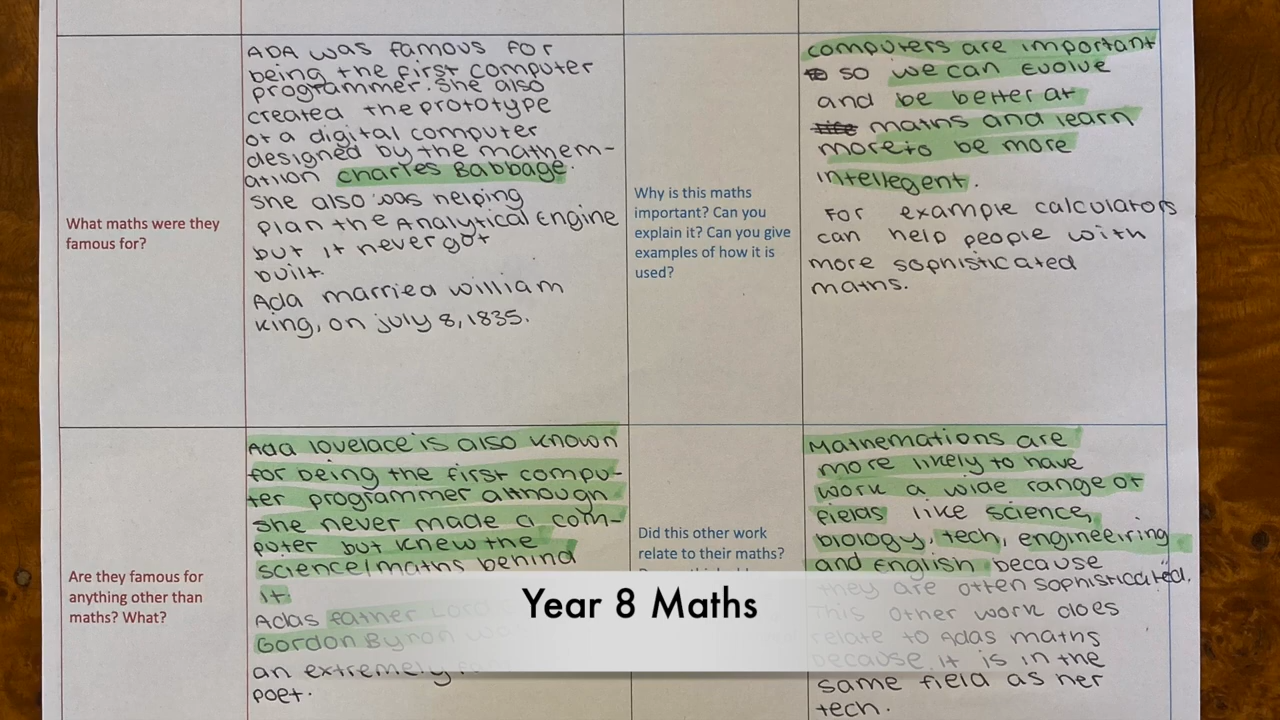 What maths were they
famous for?
ADA was famous for
being the first computer
programmer. She also
created the prototype
of a digital computer
designed by the mathem-
ation charles Babbage.
She also was helping
plan the Analytical Engine
but it never got
built.
Ada married william
king, on july 8, 1835.
Why is this maths
important? Can you
explain it? Can you give
examples of how it is
used?
computers are important
so we can evolve
and be better at
maths and learn
more to be more
intellegent.
For example calculators
can help people with
more sophisticated
maths.
Are they famous for
anything other than
maths? What?
Ada lovelace is also known
for being the first compu-
ter programmer although
she never made a com-
puter but knew the
science/maths behind
it
Adas father Lord
Gordon Byron
an extremely
poet.
Did this other work
relate to their maths?
Mathemations are
more likely to have
work a wide range of
fields like science,
biology, tech, engineering
and English because
they are often sophisticated.
This other work does
relate to Adas maths
because it is in the
same field as her
tech.
Year 8 Maths